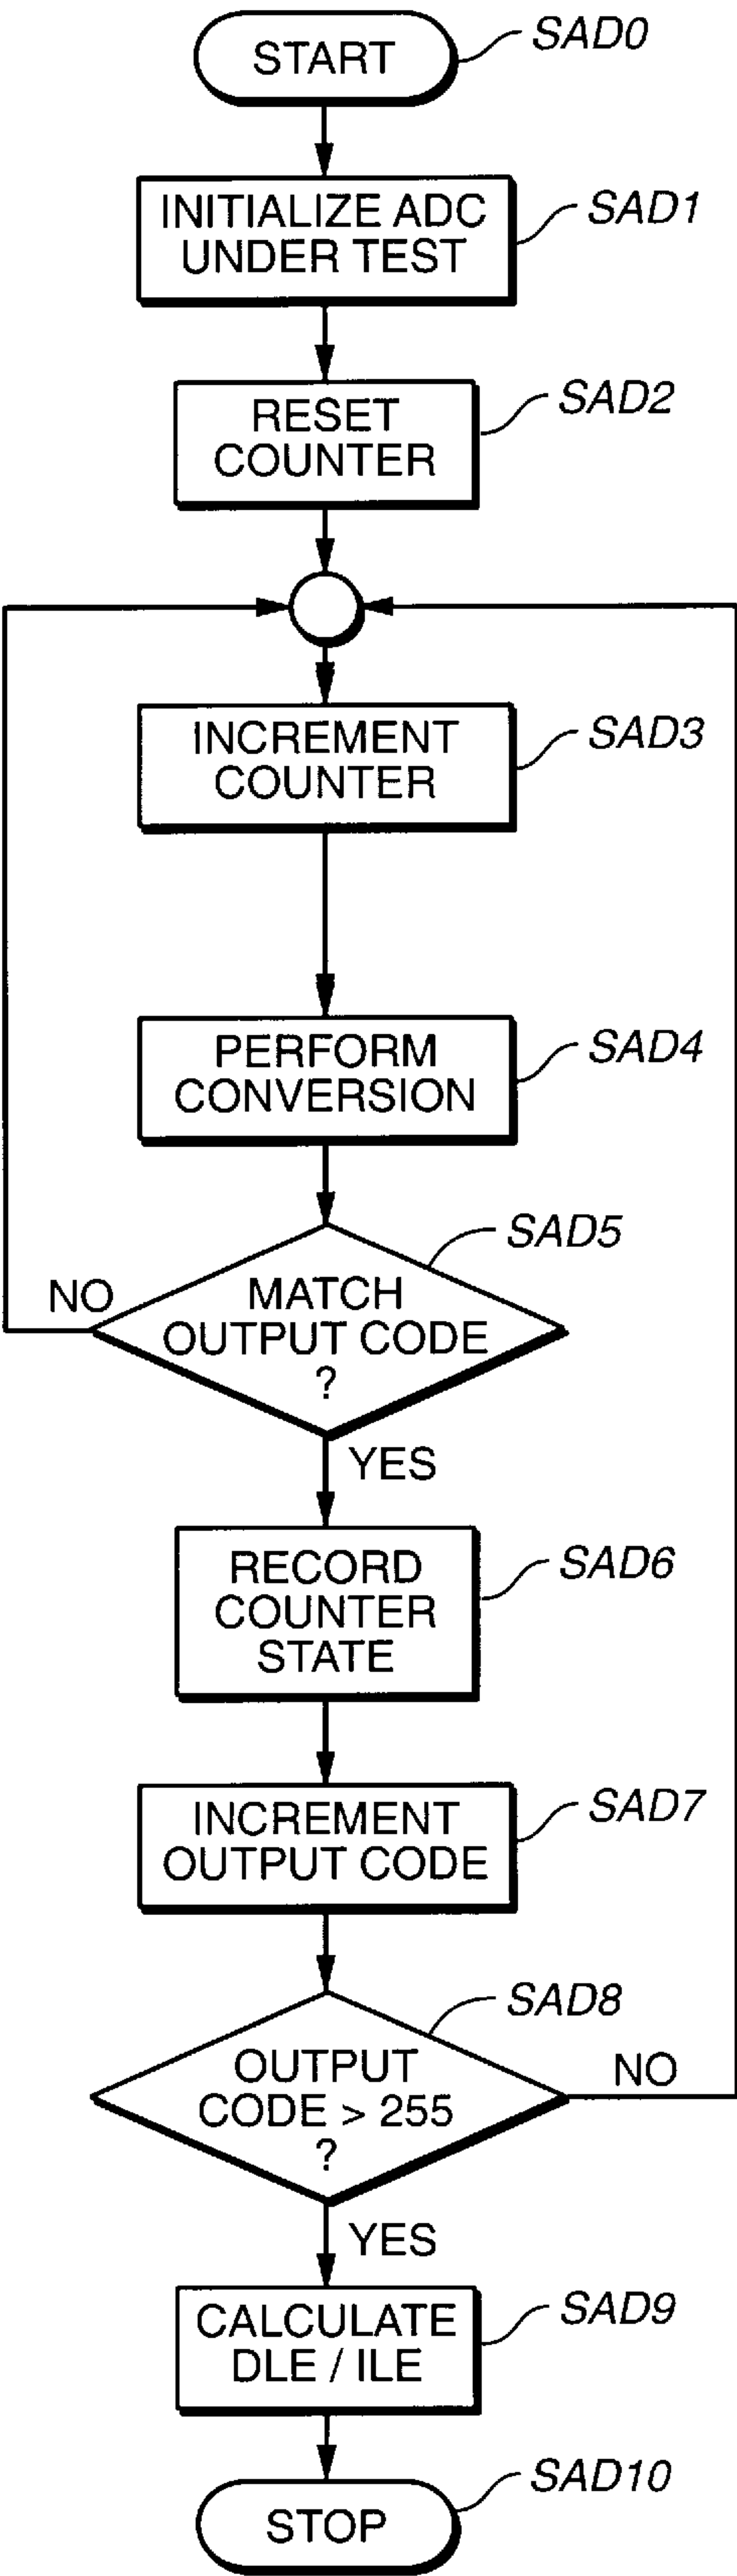 START
SAD0
INITIALIZE ADC
UNDER TEST
SAD1
RESET
COUNTER
SAD2
INCREMENT
COUNTER
SAD3
PERFORM
CONVERSION
SAD4
MATCH
OUTPUT CODE
?
SAD5
NO
YES
RECORD
COUNTER
STATE
SAD6
INCREMENT
OUTPUT CODE
SAD7
OUTPUT
CODE > 255
?
SAD8
NO
YES
CALCULATE
DLE / ILE
SAD9
STOP
SAD10